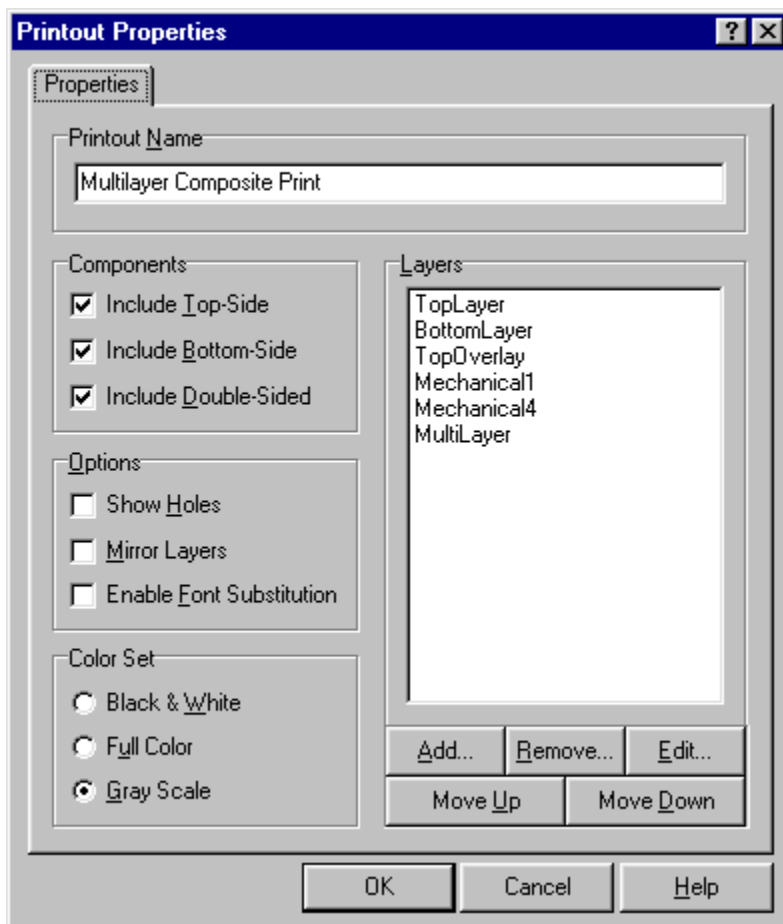 Printout Properties
Properties
Printout Name
Multilayer Composite Print
Components
Include Top-Side
Include Bottom-Side
Include Double-Sided
Options
Show Holes
Mirror Layers
Enable Font Substitution
Color Set
Black & White
Full Color
Gray Scale
Layers
TopLayer
BottomLayer
TopOverlay
Mechanical1
Mechanical4
MultiLayer
Add... Remove... Edit...
Move Up Move Down
OK Cancel Help